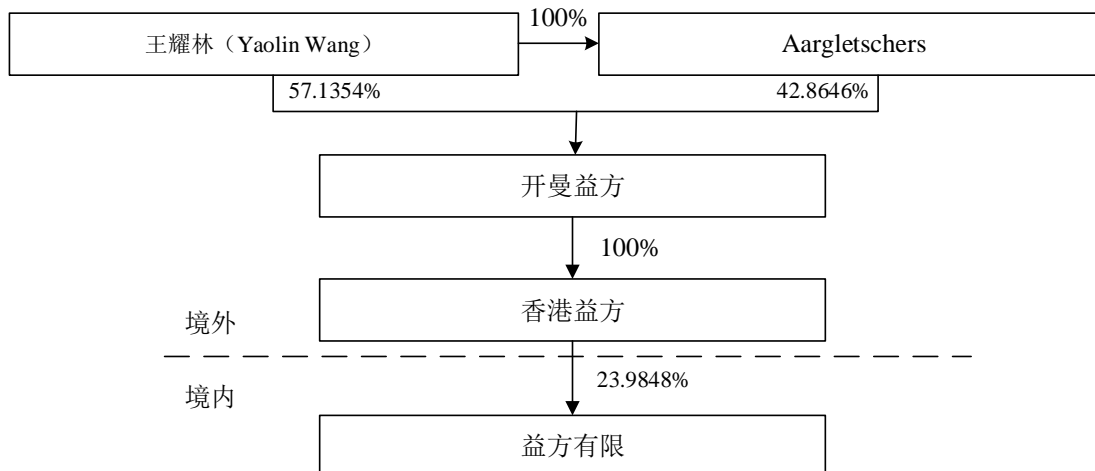 100%
王耀林（Yaolin Wang）
Aargletschers
57.1354%
42.8646%
开曼益方
100%
香港益方
境外
23.9848%
境内
益方有限